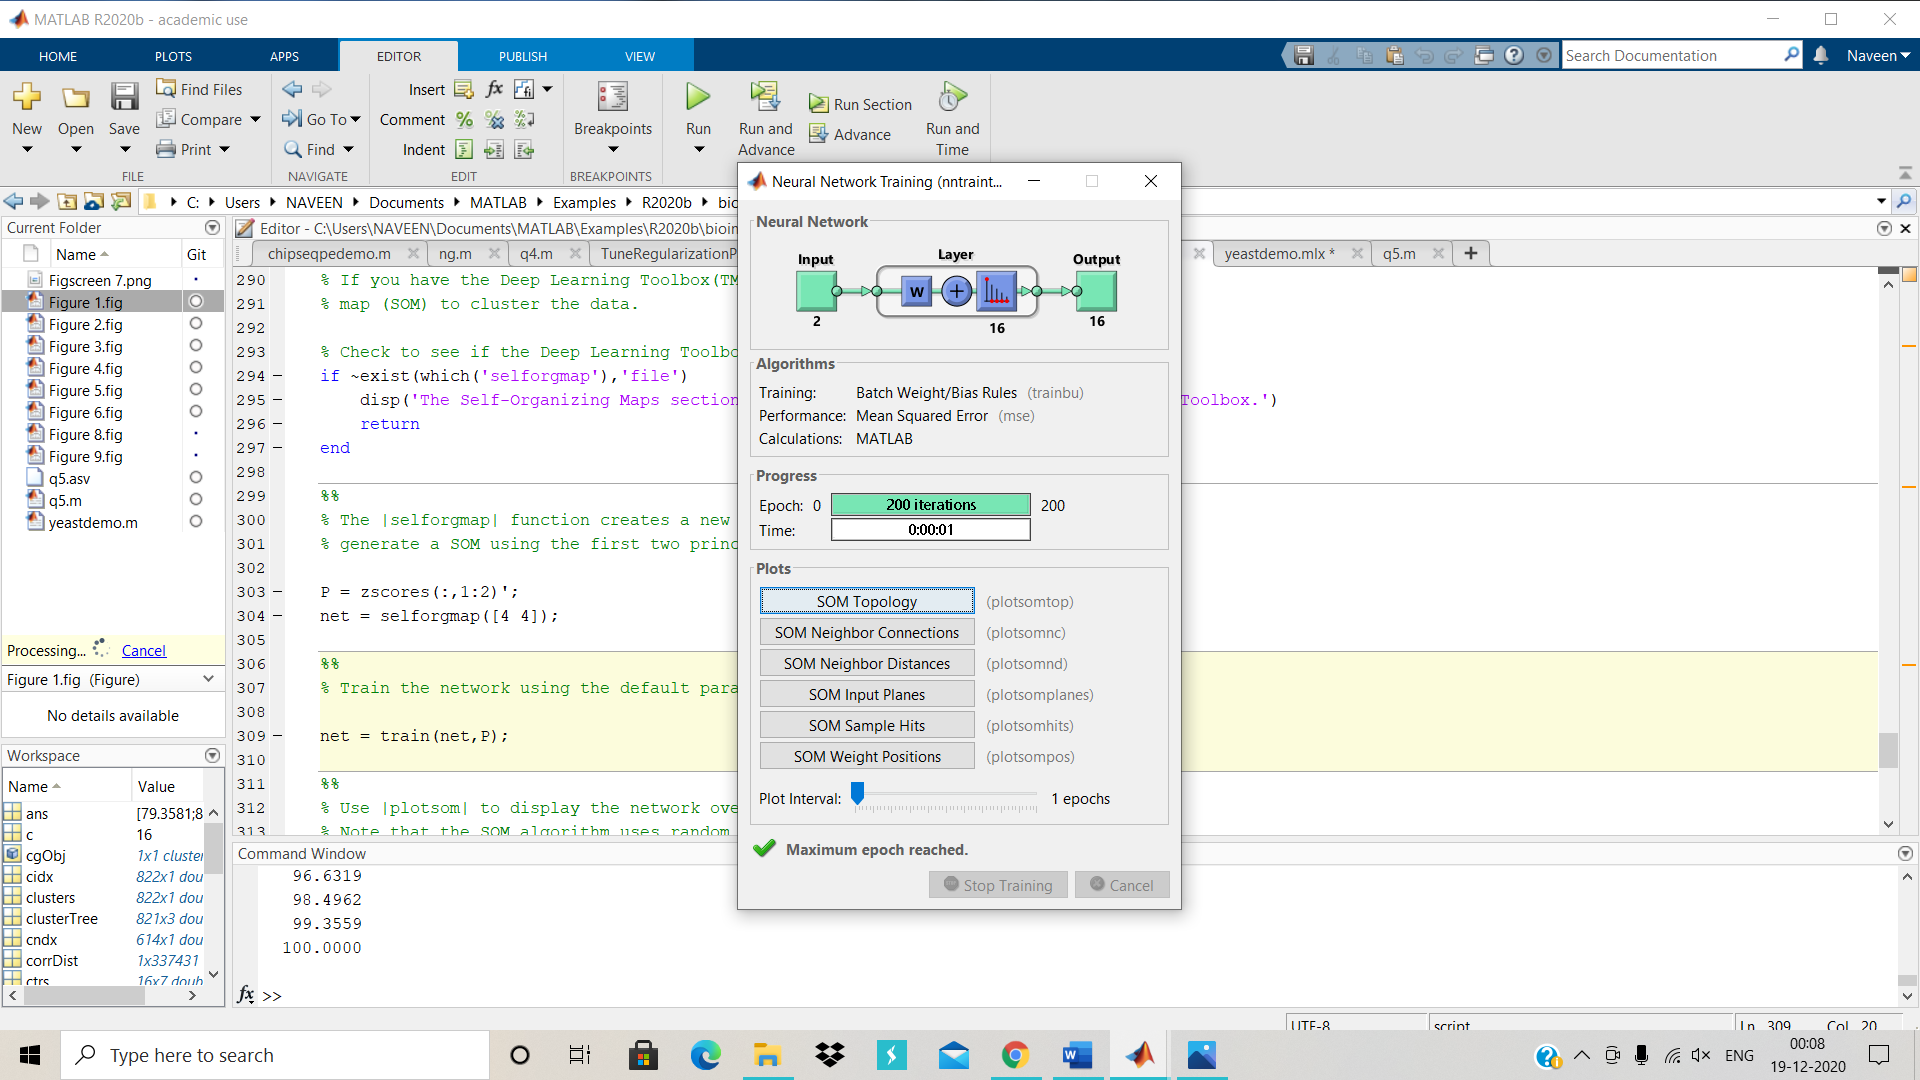 MATLAB R2020b - academic use
HOME PLOTS APPS EDITOR PUBLISH VIEW
Search Documentation
Naveen
New
Open
Save
Find Files
Compare
Print
FILE
Go To
Find
NAVIGATE
Insert
Comment
Indent
EDIT
Breakpoints
BREAKPOINTS
Run
Run and Advance
Run Section
Advance
Run and Time
C: Users NAVEEN Documents MATLAB Examples R2020b
Current Folder
Name Git
Figscreen 7.png
Figure 1.fig
Figure 2.fig
Figure 3.fig
Figure 4.fig
Figure 5.fig
Figure 6.fig
Figure 8.fig
Figure 9.fig
q5.asv
q5.m
yeastdemo.m
Processing... Cancel
Figure 1.fig (Figure)
No details available
Workspace
Name Value
ans [79.3581;8
c 16
cgObj 1x1 cluster
cidx 822x1 dou
clusters 822x1 dou
clusterTree 821x3 dou
cndx 614x1 dou
corrDist 1x337431
ctrs 16x7 doub
Editor - C:\Users\NAVEEN\Documents\MATLAB\Examples\R2020b\bioin
chipseqpedemo.m ng.m q4.m TuneRegularizationP yeastdemo.mlx * q5.m
290 % If you have the Deep Learning Toolbox(TM
291 % map (SOM) to cluster the data.
292
293 % Check to see if the Deep Learning Toolbo
294 if ~exist(which('selforgmap'),'file')
295 disp('The Self-Organizing Maps section Toolbox.')
296 return
297 end
298
299 %%
300 % The |selforgmap| function creates a new
301 % generate a SOM using the first two princ
302
303 P = zscores(:,1:2)';
304 net = selforgmap([4 4]);
305
306 %%
307 % Train the network using the default para
308
309 net = train(net,P);
310
311 %%
312 % Use |plotsom| to display the network ove
313 % Note that the SOM algorithm uses random
Command Window
96.6319
98.4962
99.3559
100.0000
fx >>
Neural Network Training (nntraint...
Neural Network
Input Layer Output
W +
2 16 16
Algorithms
Training: Batch Weight/Bias Rules (trainbu)
Performance: Mean Squared Error (mse)
Calculations: MATLAB
Progress
Epoch: 0 200 iterations 200
Time: 0:00:01
Plots
SOM Topology (plotsomtop)
SOM Neighbor Connections (plotsomnc)
SOM Neighbor Distances (plotsomnd)
SOM Input Planes (plotsomplanes)
SOM Sample Hits (plotsomhits)
SOM Weight Positions (plotsompos)
Plot Interval: 1 epochs
Maximum epoch reached.
Stop Training Cancel
UTF-8 script Ln 309 Col 20
Type here to search
ENG
00:08
19-12-2020